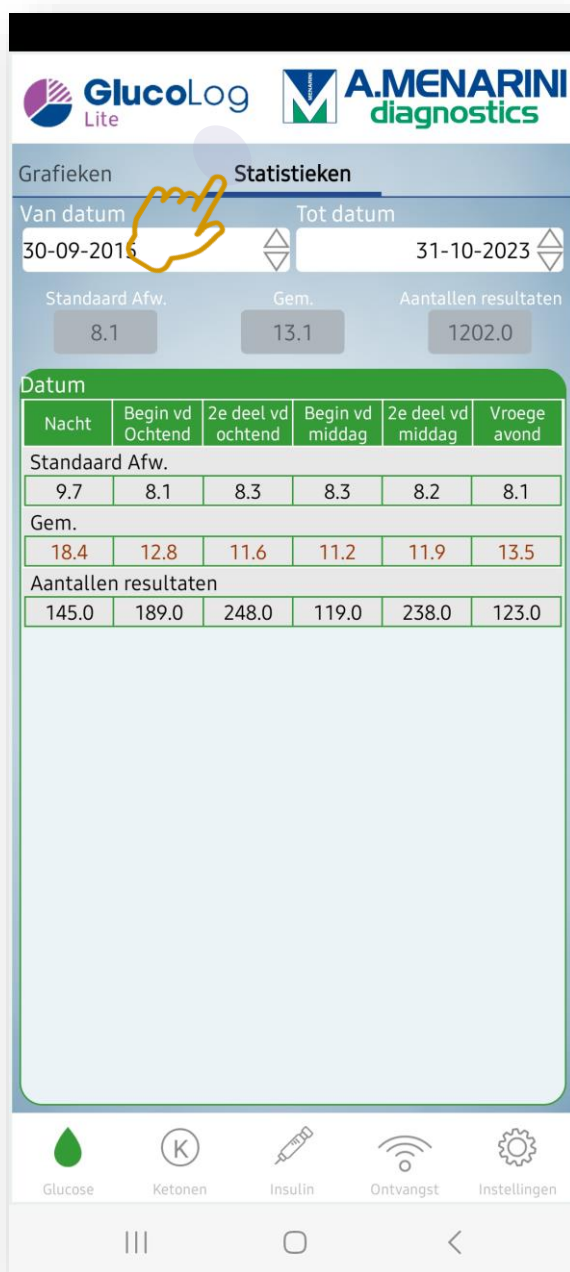 GlucoLog
Lite
A.MENARINI
diagnostics
Grafieken Statistieken
Van datum Tot datum
30-09-2015 31-10-2023
Standaard Afw. Gem. Aantallen resultaten
8.1 13.1 1202.0
Datum
Nacht Begin vd Ochtend 2e deel vd ochtend Begin vd middag 2e deel vd middag Vroege avond
Standaard Afw.
9.7 8.1 8.3 8.3 8.2 8.1
Gem.
18.4 12.8 11.6 11.2 11.9 13.5
Aantallen resultaten
145.0 189.0 248.0 119.0 238.0 123.0
K
Glucose Ketonen Insulin Ontvangst Instellingen